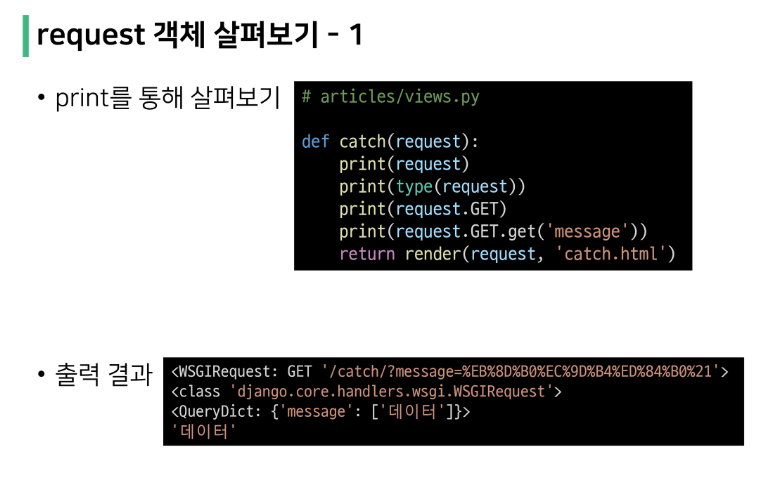 request 객체 살펴보기 - 1
• print를 통해 살펴보기
# articles/views.py
def catch(request):
    print(request)
    print(type(request))
    print(request.GET)
    print(request.GET.get('message'))
    return render(request, 'catch.html')
• 출력 결과
<WSGIRequest: GET '/catch/?message=%EB%8D%B0%EC%9D%B4%ED%84%B0%21'>
<class 'django.core.handlers.wsgi.WSGIRequest'>
<QueryDict: {'message': ['데이터']}>
'데이터'